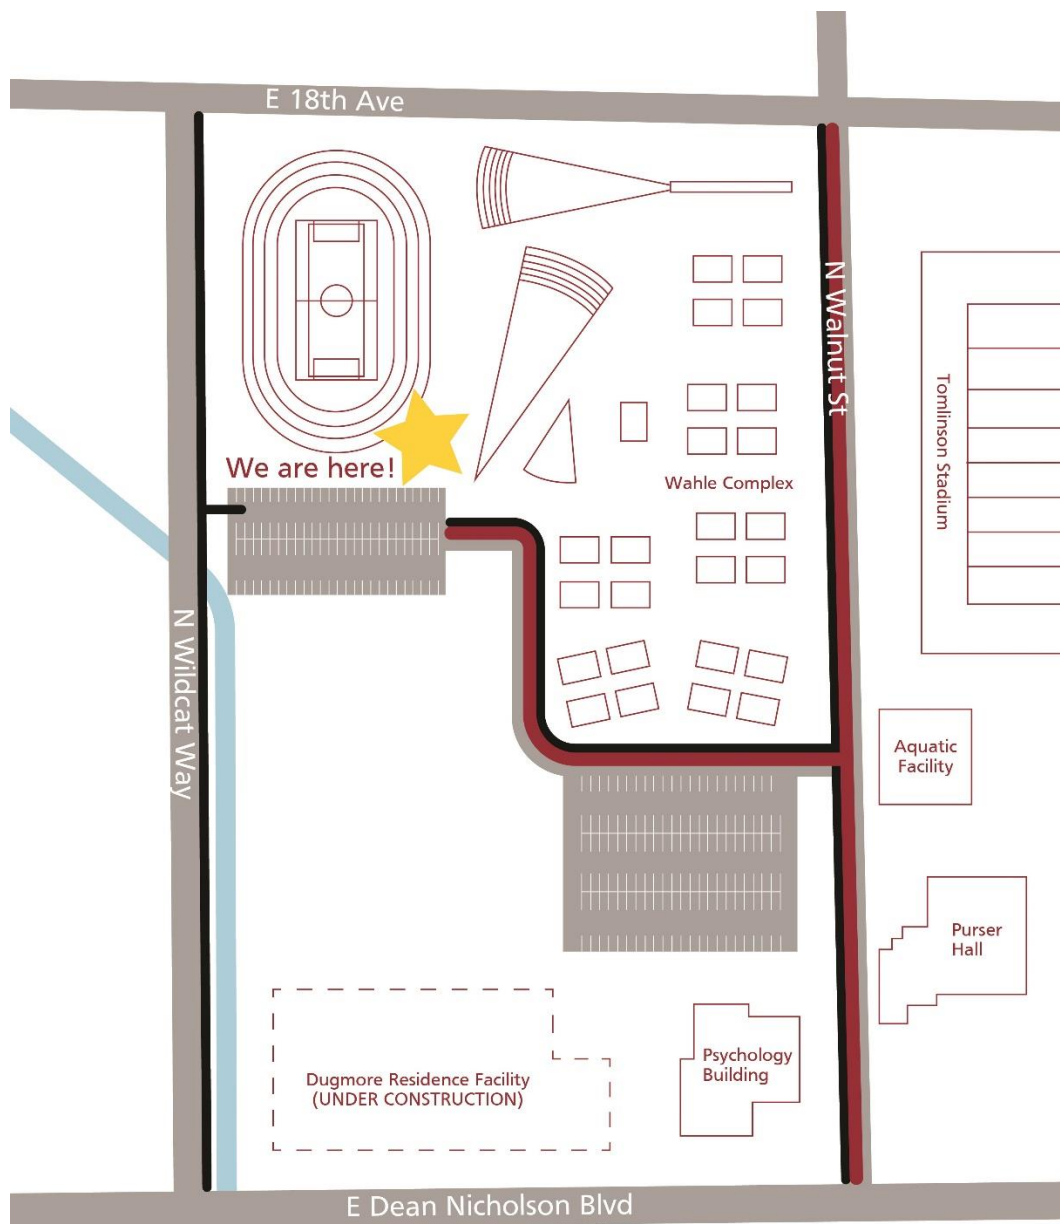 E 18th Ave
N Walnut St
Tomlinson Stadium
We are here!
Wahle Complex
N Wildcat Way
Aquatic
Facility
Purser
Hall
Psychology
Building
Dugmore Residence Facility
(UNDER CONSTRUCTION)
E Dean Nicholson Blvd